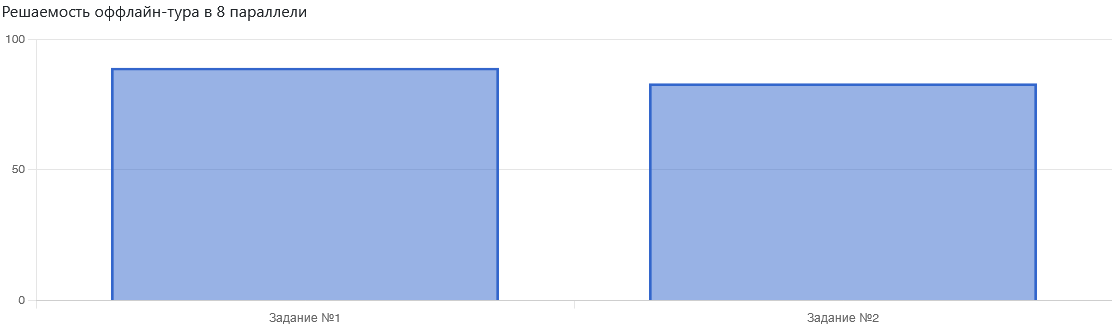 Решаемость оффлайн-тура в 8 параллели
100
50
0
Задание №1
Задание №2